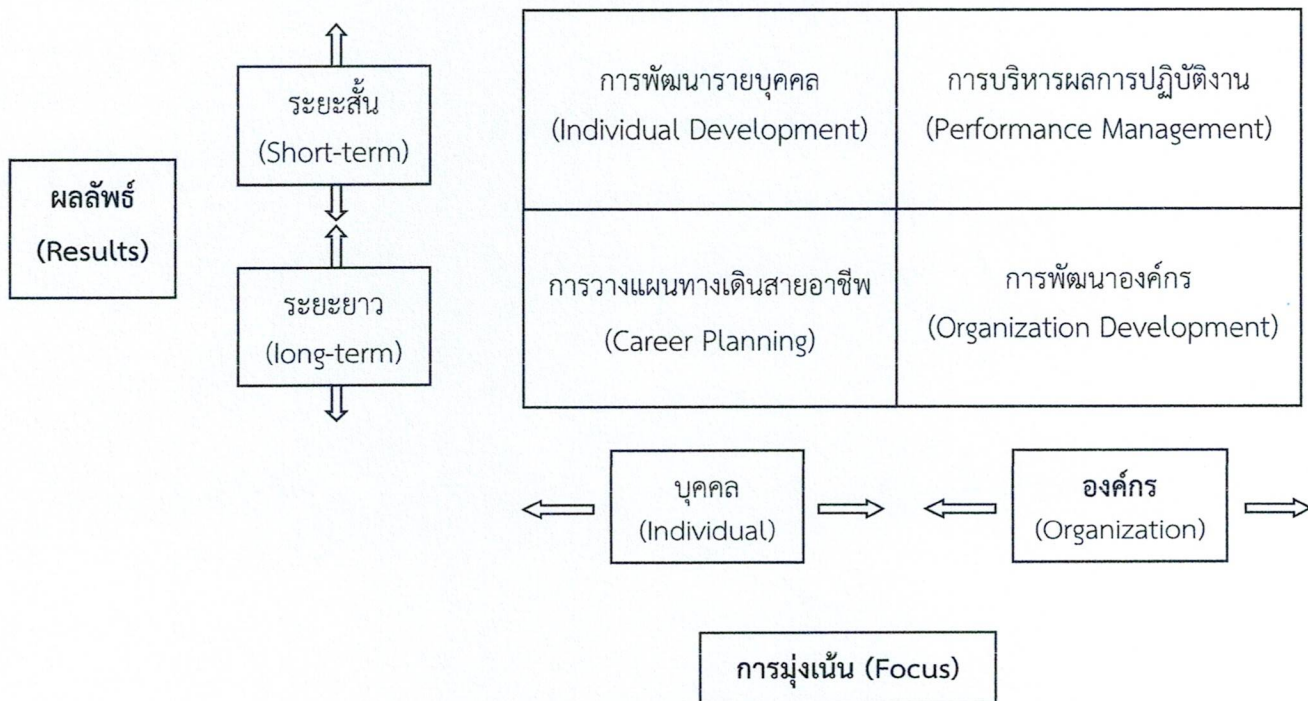 ระยะสั้น
(Short-term)
ผลลัพธ์
(Results)
ระยะยาว
(long-term)
การพัฒนารายบุคคล
(Individual Development)
การบริหารผลการปฏิบัติงาน
(Performance Management)
การวางแผนทางเดินสายอาชีพ
(Career Planning)
การพัฒนาองค์กร
(Organization Development)
บุคคล
(Individual)
องค์กร
(Organization)
การมุ่งเน้น (Focus)